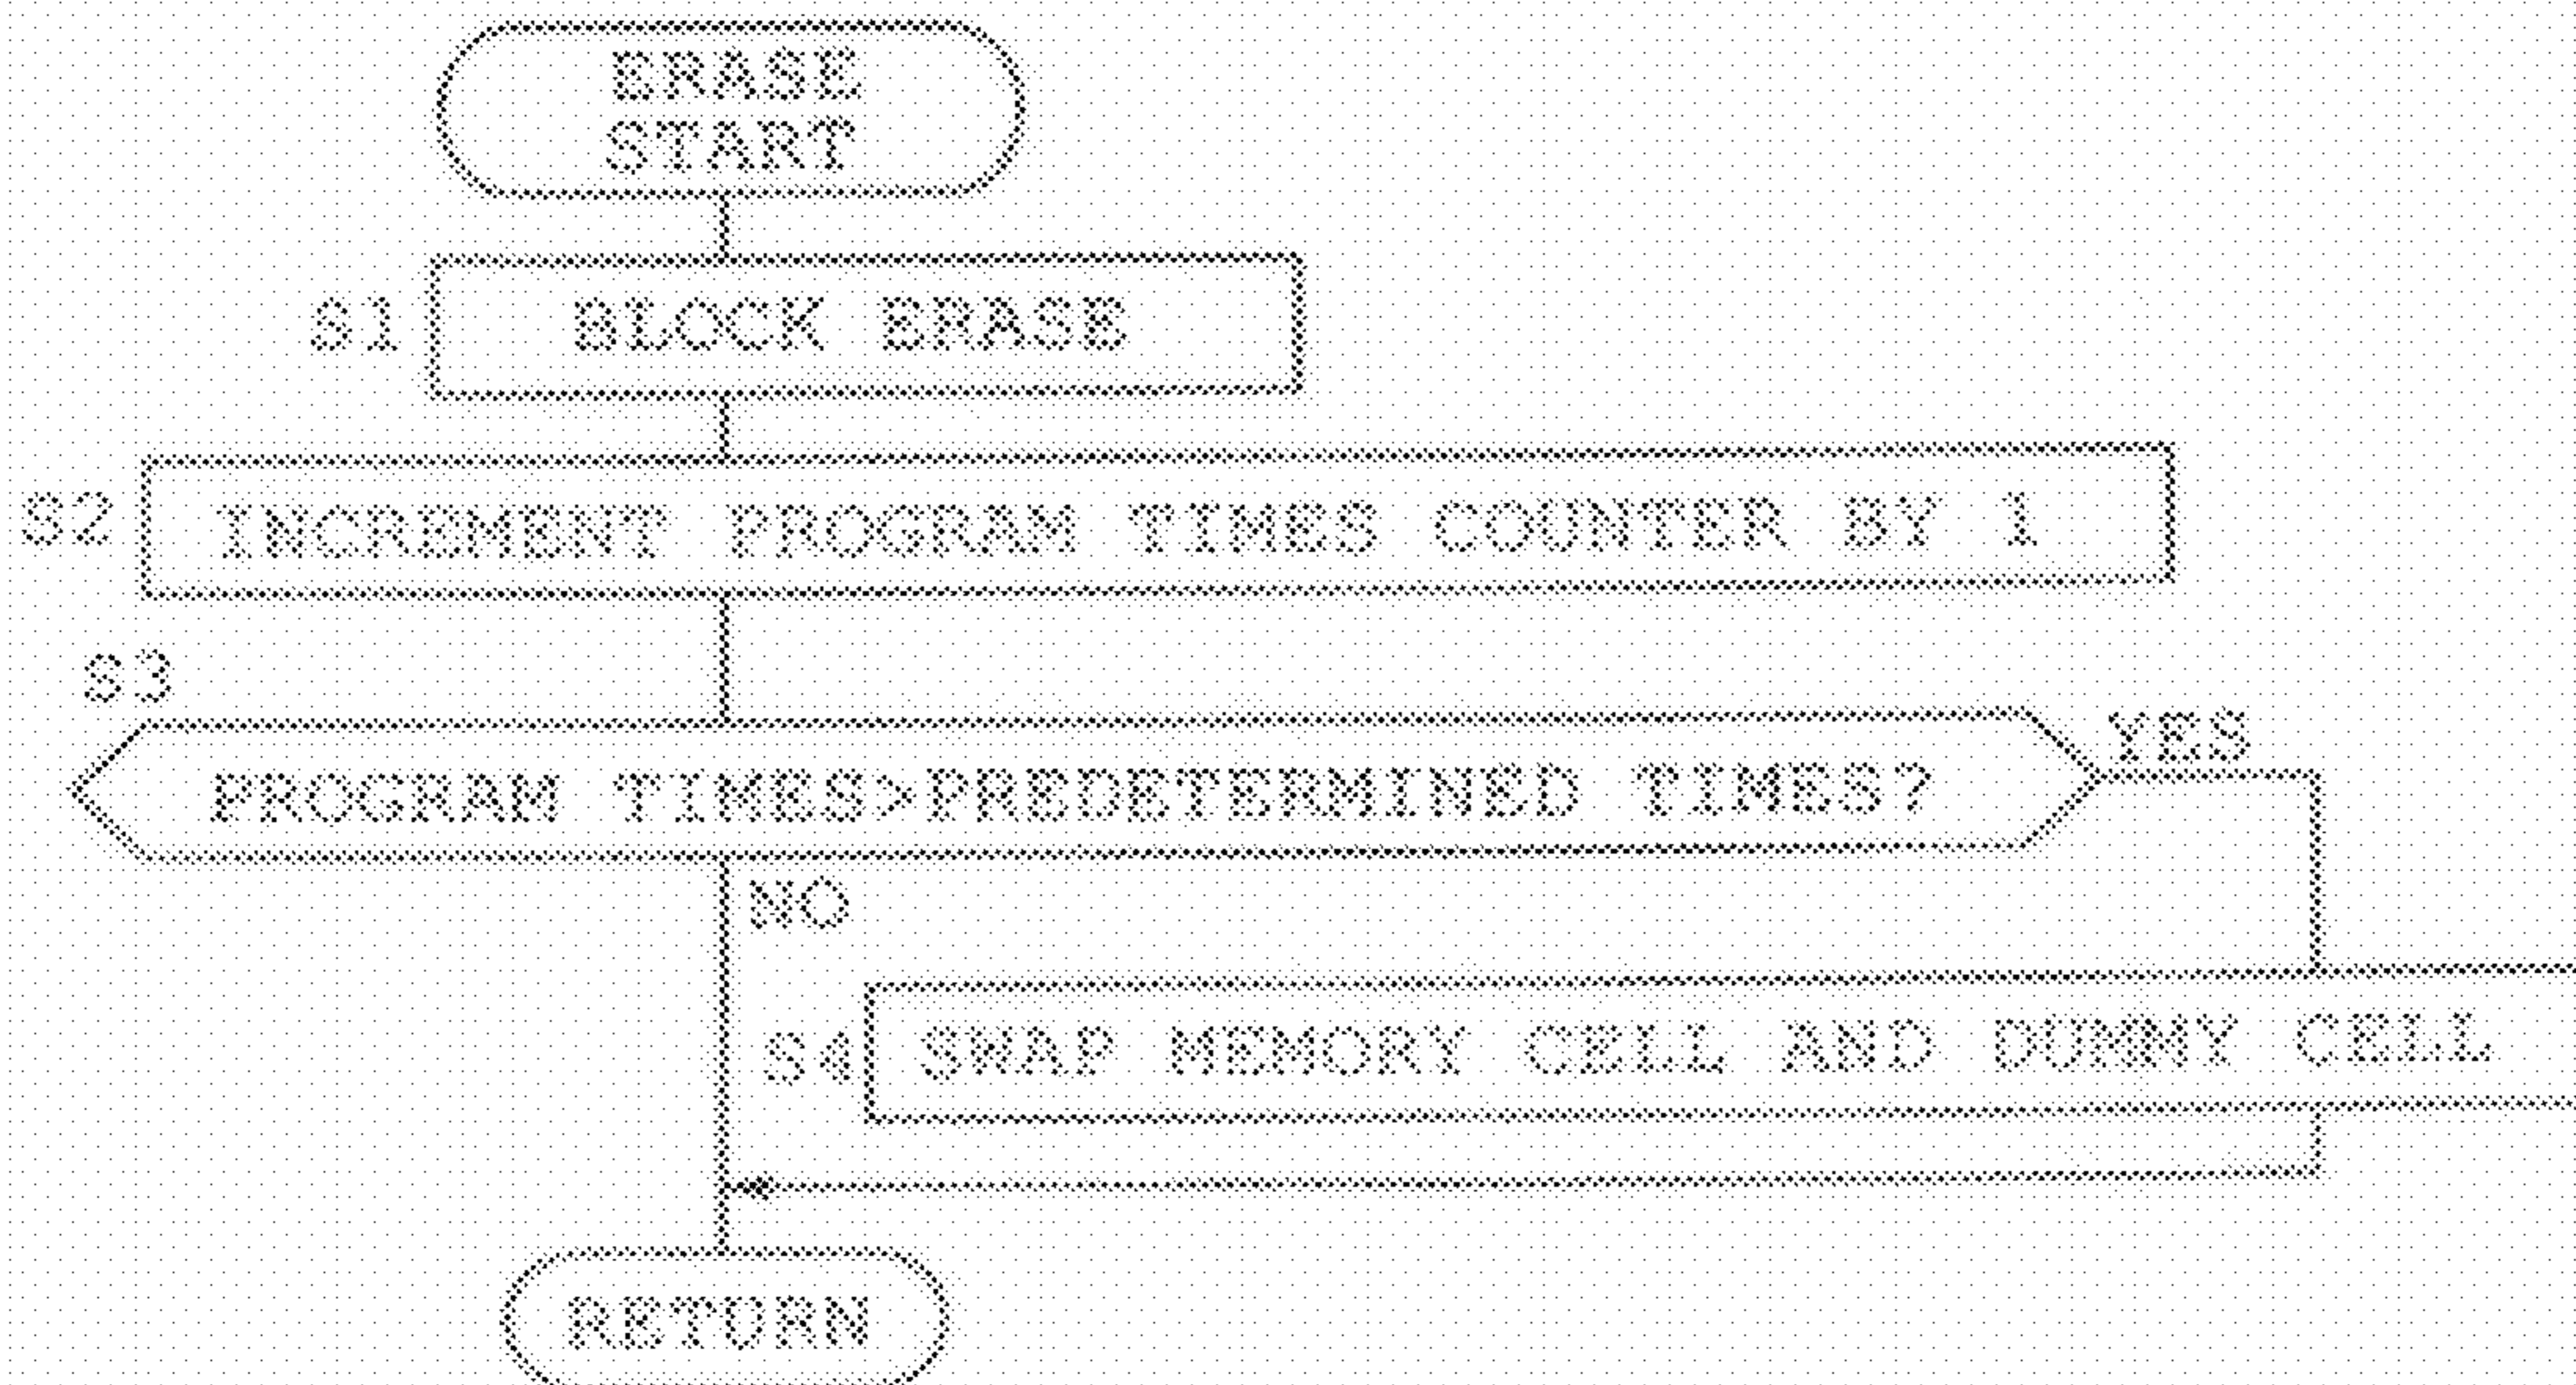 ERASE
START
S1 BLOCK ERASE
S2 INCREMENT PROGRAM TIMES COUNTER BY 1
S3
PROGRAM TIMES>PREDETERMINED TIMES?
YES
NO
S4 SWAP MEMORY CELL AND DUMMY CELL
RETURN